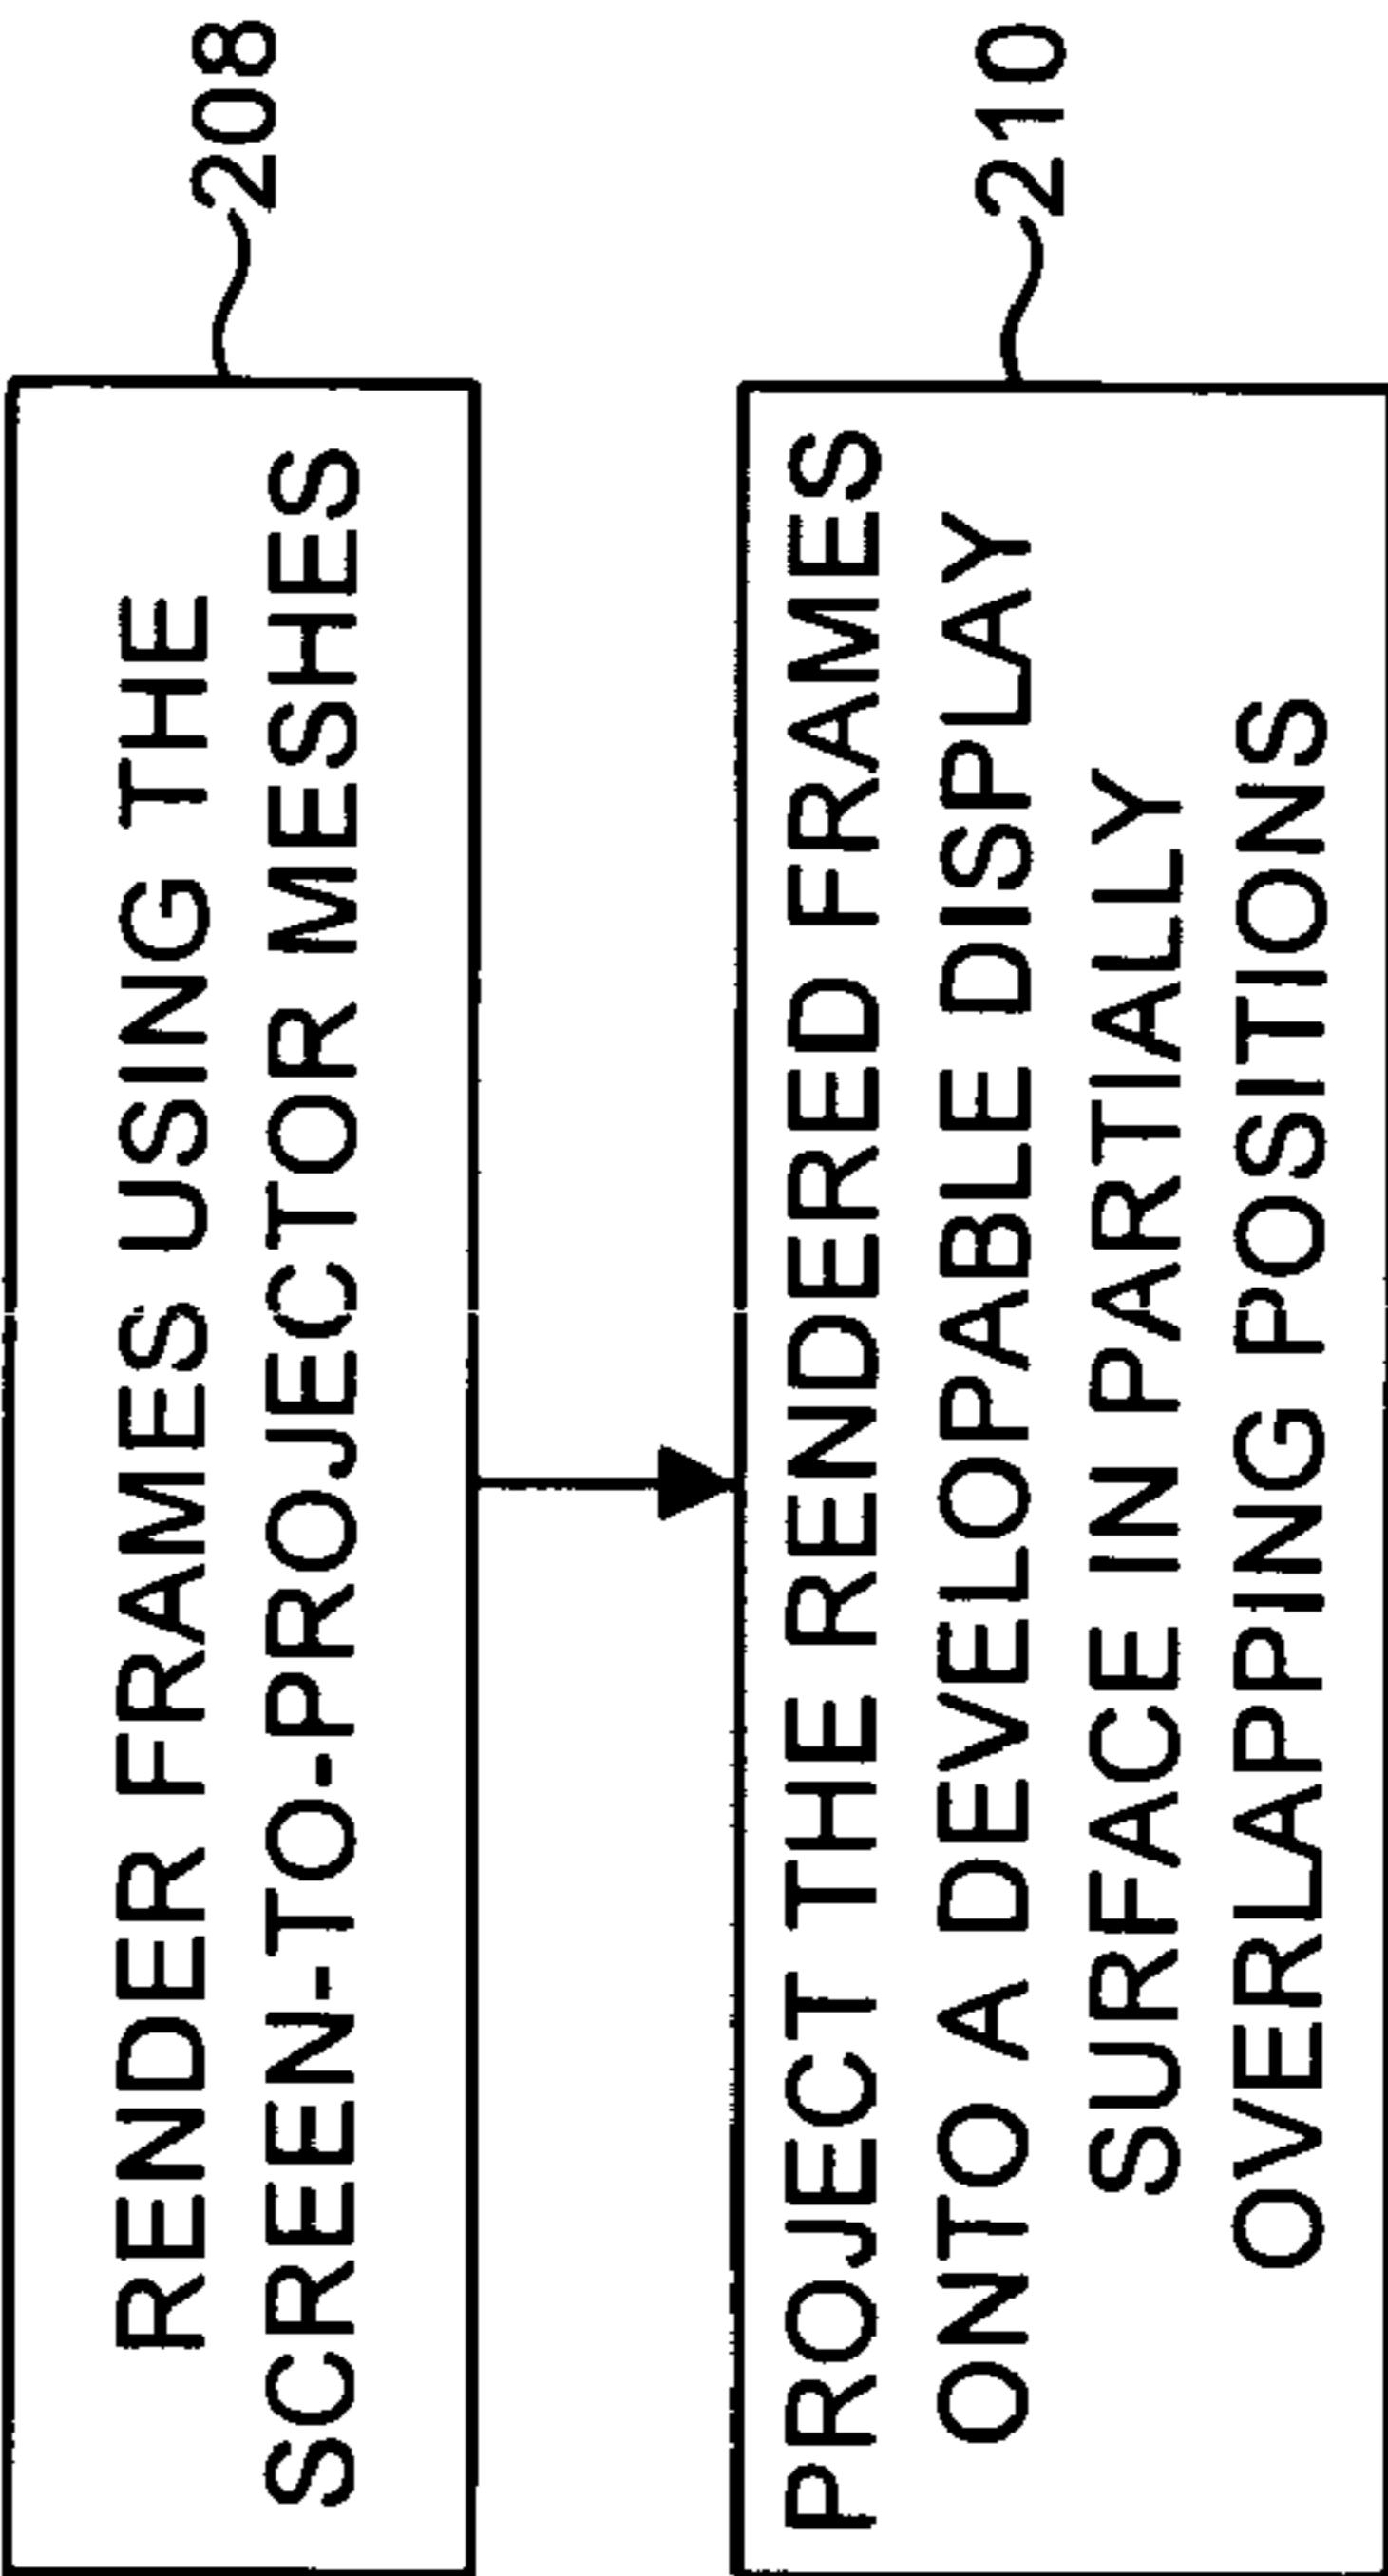 RENDER FRAMES USING THE
SCREEN-TO-PROJECTOR MESHES
208
PROJECT THE RENDERED FRAMES
ONTO A DEVELOPABLE DISPLAY
SURFACE IN PARTIALLY
OVERLAPPING POSITIONS
210